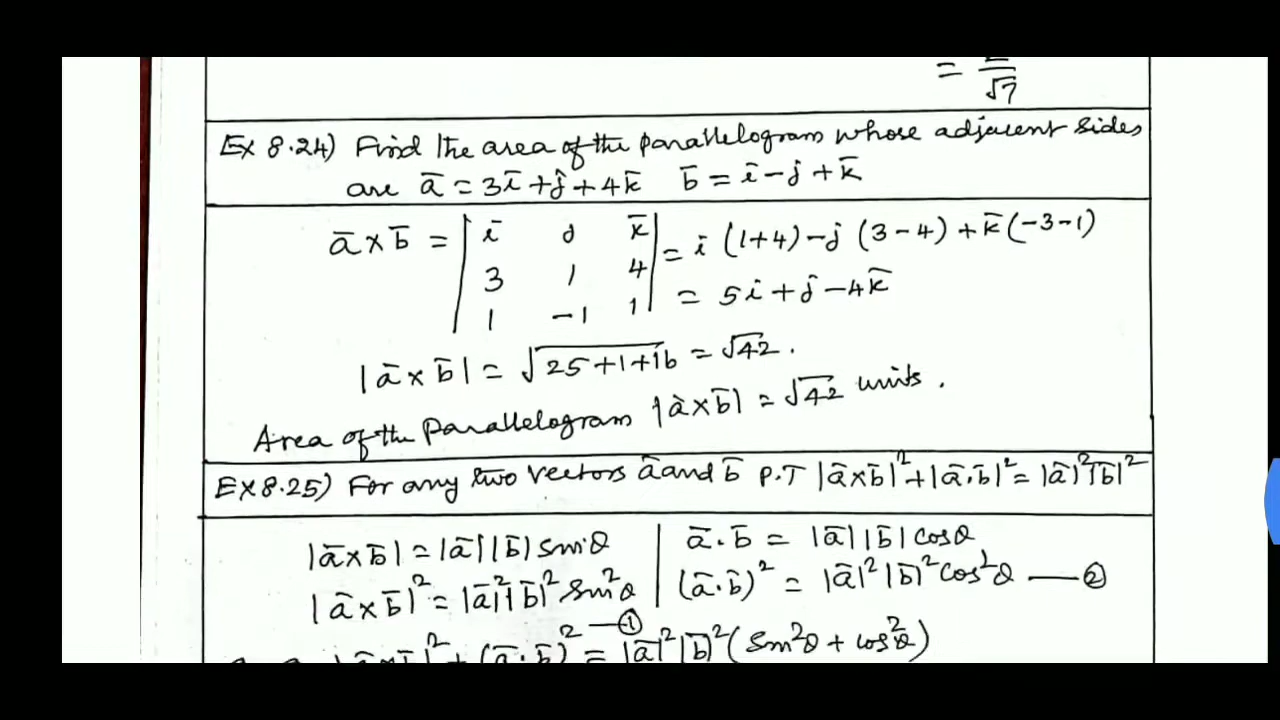 = 2/√7
Ex 8.24) Find the area of the parallelogram whose adjacent sides
are a̅ = 3i̅ + j̅ + 4k̅   b̅ = i̅ - j̅ + k̅
a̅ × b̅ = | i̅  j  k̅ | = i (1+4) - j (3-4) + k̅ (-3-1)
| 3  1  4 | = 5i + j - 4k̅
| 1  -1  1 |
|a̅ × b̅| = √25+1+16 = √42.
Area of the Parallelogram |a̅ × b̅| = √42 units.
Ex 8.25) For any two vectors a̅ and b̅ P.T |a̅ × b̅|² + |a̅·b̅|² = |a̅|²|b̅|²
|a̅ × b̅| = |a̅||b̅| sinθ | a̅·b̅ = |a̅||b̅| cosθ
|a̅ × b̅|² = |a̅|²|b̅|² sin²θ —① | (a̅·b̅)² = |a̅|²|b̅|² cos²θ —②
|a̅ × b̅|² + (a̅·b̅)² = |a̅|²|b̅|² (sin²θ + cos²θ)